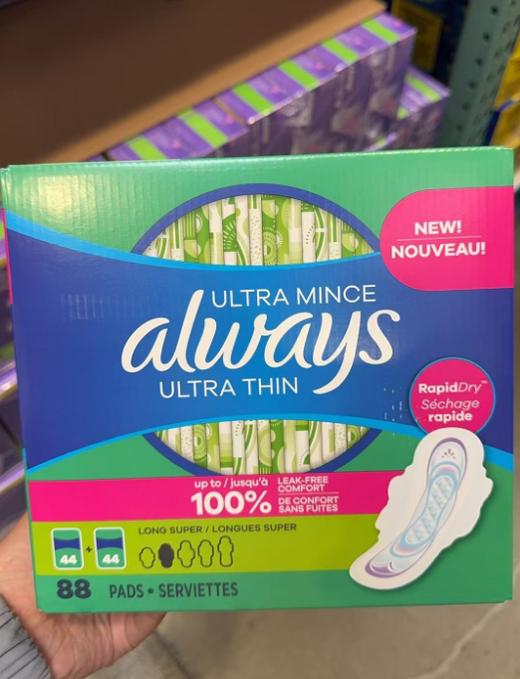 NEW!
NOUVEAU!
ULTRA MINCE
always
ULTRA THIN
RapidDry™
Séchage
rapide
up to / jusqu'à
100%
LEAK-FREE
COMFORT
DE CONFORT
SANS FUITES
LONG SUPER / LONGUES SUPER
44 + 44
88 PADS • SERVIETTES